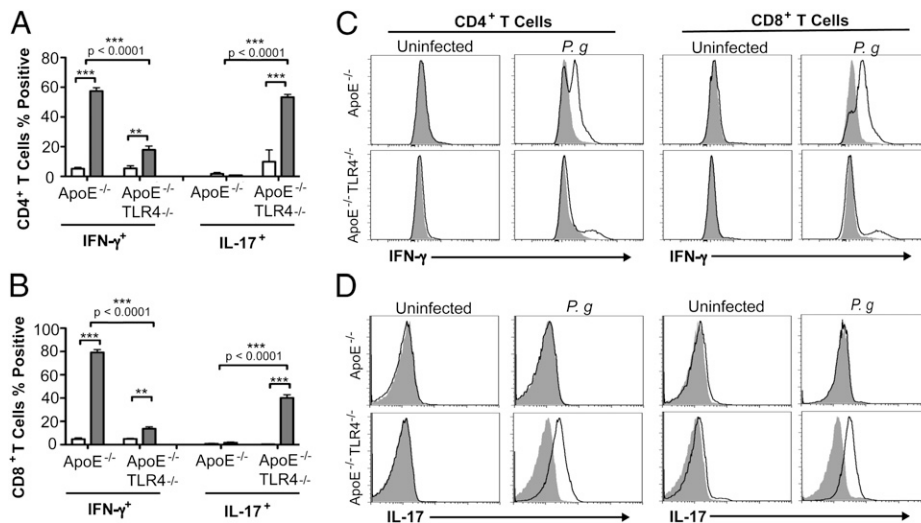 A
CD4+ T Cells % Positive
80
60
40
20
0
***
p < 0.0001
***
p < 0.0001
***
**
***
ApoE-/-
ApoE-/-
TLR4-/-
ApoE-/-
ApoE-/-
TLR4-/-
IFN-γ+
IL-17+
B
CD8+ T Cells % Positive
100
80
60
40
20
0
***
p < 0.0001
***
p < 0.0001
***
**
***
ApoE-/-
ApoE-/-
TLR4-/-
ApoE-/-
ApoE-/-
TLR4-/-
IFN-γ+
IL-17+
C
CD4+ T Cells
CD8+ T Cells
Uninfected
P. g
Uninfected
P. g
ApoE-/-
ApoE-/-TLR4-/-
IFN-γ
IFN-γ
D
Uninfected
P. g
Uninfected
P. g
ApoE-/-
ApoE-/-TLR4-/-
IL-17
IL-17